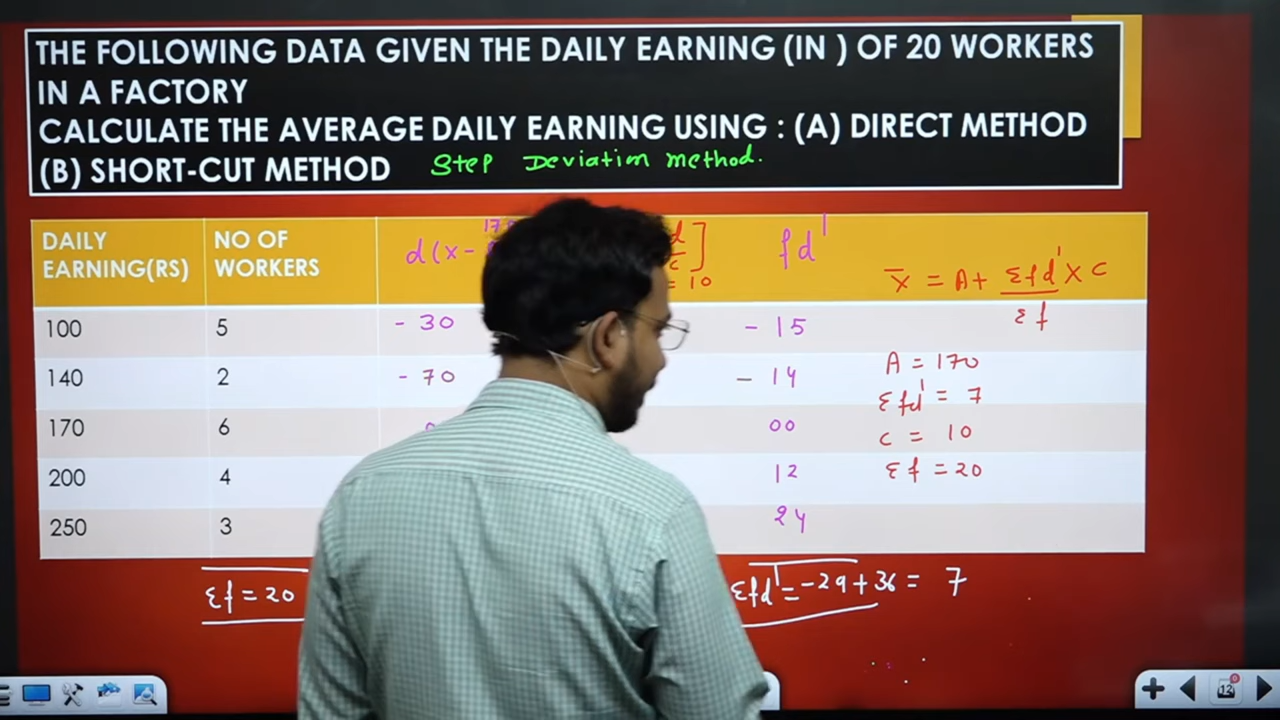 THE FOLLOWING DATA GIVEN THE DAILY EARNING (IN ) OF 20 WORKERS
IN A FACTORY
CALCULATE THE AVERAGE DAILY EARNING USING : (A) DIRECT METHOD
(B) SHORT-CUT METHOD Step Deviation method.
DAILY EARNING(RS) NO OF WORKERS d(x- 17 d/c] = 10 fd' X̄ = A+ Σfd'/Σf X C
100 5 - 30 - 15
140 2 - 70 - 14 A = 170
Σfd' = 7
170 6 00 C = 10
200 4 12 Σf = 20
250 3 24
Σf = 20 Σfd' = -29+36 = 7
12